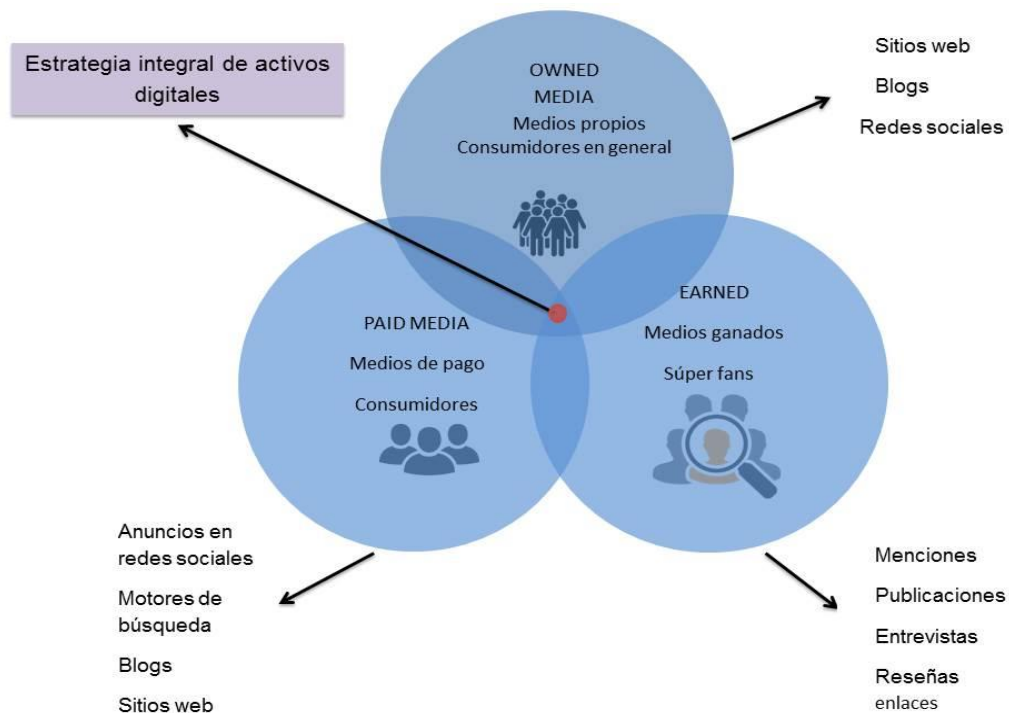 Estrategia integral de activos
digitales
OWNED
MEDIA
Medios propios
Consumidores en general
Sitios web
Blogs
Redes sociales
PAID MEDIA
Medios de pago
Consumidores
EARNED
Medios ganados
Súper fans
Anuncios en
redes sociales
Motores de
búsqueda
Blogs
Sitios web
Menciones
Publicaciones
Entrevistas
Reseñas
enlaces